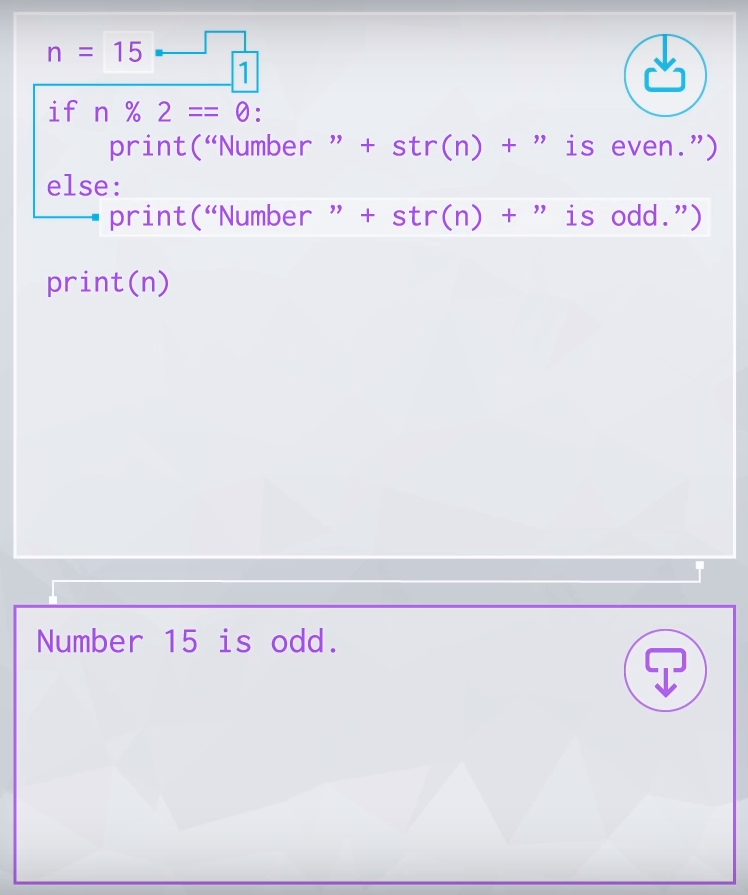 n = 15
1
if n % 2 == 0:
print(“Number ” + str(n) + ” is even.”)
else:
print(“Number ” + str(n) + ” is odd.”)
print(n)
Number 15 is odd.